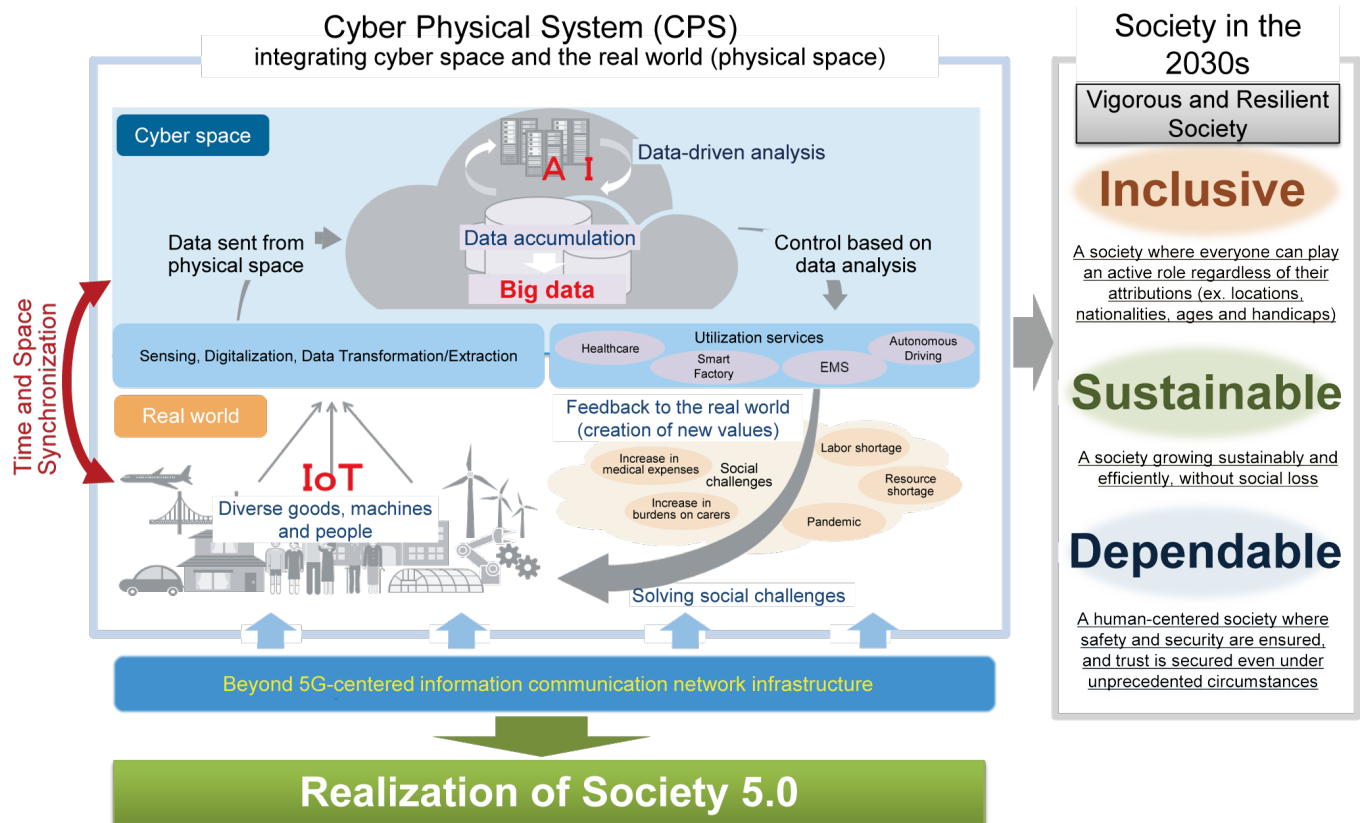 Cyber Physical System (CPS)
integrating cyber space and the real world (physical space)
Cyber space
Data-driven analysis
A I
Data sent from
physical space
Data accumulation
Big data
Control based on
data analysis
Time and Space
Synchronization
Sensing, Digitalization, Data Transformation/Extraction
Utilization services
Healthcare
Smart
Factory
EMS
Autonomous
Driving
Real world
IoT
Diverse goods, machines
and people
Feedback to the real world
(creation of new values)
Increase in
medical expenses
Social
challenges
Labor shortage
Resource
shortage
Increase in
burdens on carers
Pandemic
Solving social challenges
Beyond 5G-centered information communication network infrastructure
Realization of Society 5.0
Society in the
2030s
Vigorous and Resilient
Society
Inclusive
A society where everyone can play
an active role regardless of their
attributions (ex. locations,
nationalities, ages and handicaps)
Sustainable
A society growing sustainably and
efficiently, without social loss
Dependable
A human-centered society where
safety and security are ensured,
and trust is secured even under
unprecedented circumstances